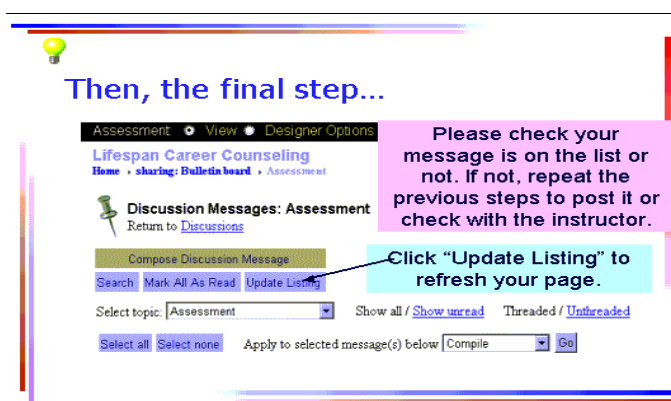 Then, the final step...
Assessment View Designer Options
Lifespan Career Counseling
Home › sharing: Bulletin board › Assessment
Please check your
message is on the list or
not. If not, repeat the
previous steps to post it or
check with the instructor.
Discussion Messages: Assessment
Return to Discussions
Compose Discussion Message
Click “Update Listing” to
refresh your page.
Search Mark All As Read Update Listing
Select topic: Assessment Show all / Show unread Threaded / Unthreaded
Select all Select none Apply to selected message(s) below Compile Go